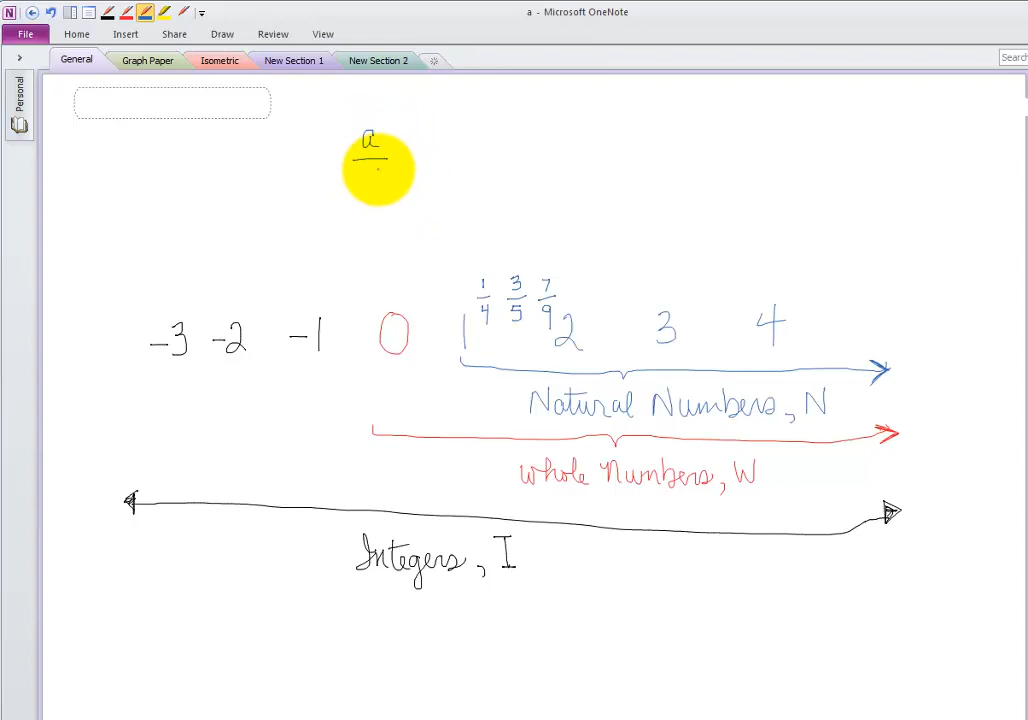 a - Microsoft OneNote
File Home Insert Share Draw Review View
General Graph Paper Isometric New Section 1 New Section 2
Search
Personal
a
1/4 3/5 7/9
-3 -2 -1 0 1 2 3 4
Natural Numbers, N
whole Numbers, W
Integers, I